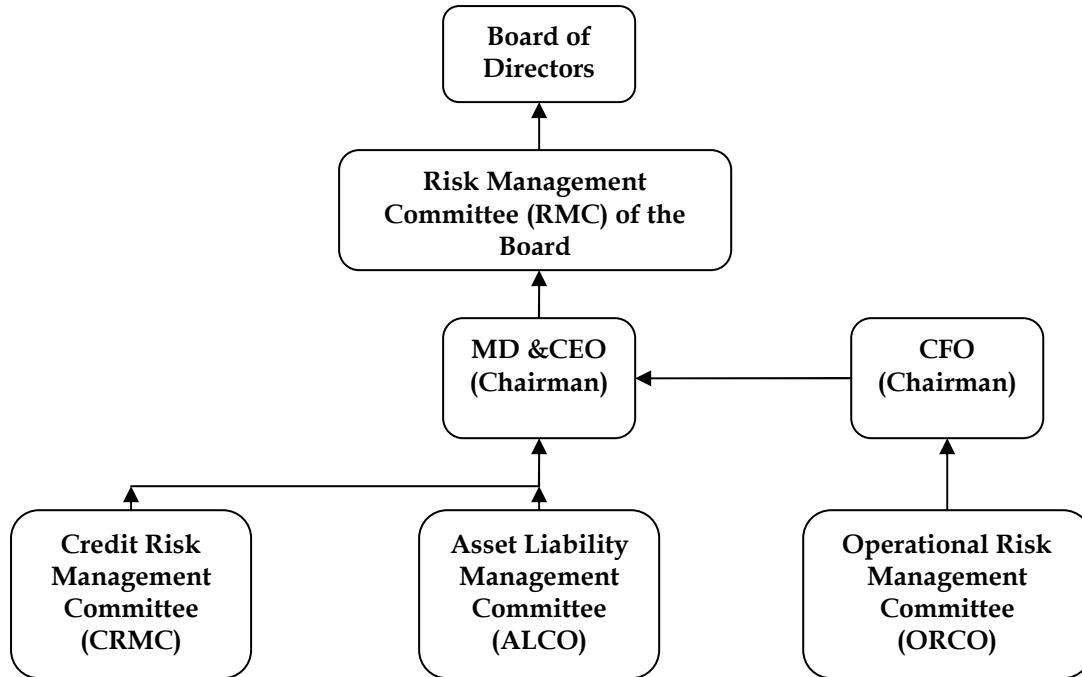 Board of
Directors
Risk Management
Committee (RMC) of the
Board
MD &CEO
(Chairman)
CFO
(Chairman)
Credit Risk
Management
Committee
(CRMC)
Asset Liability
Management
Committee
(ALCO)
Operational Risk
Management
Committee
(ORCO)